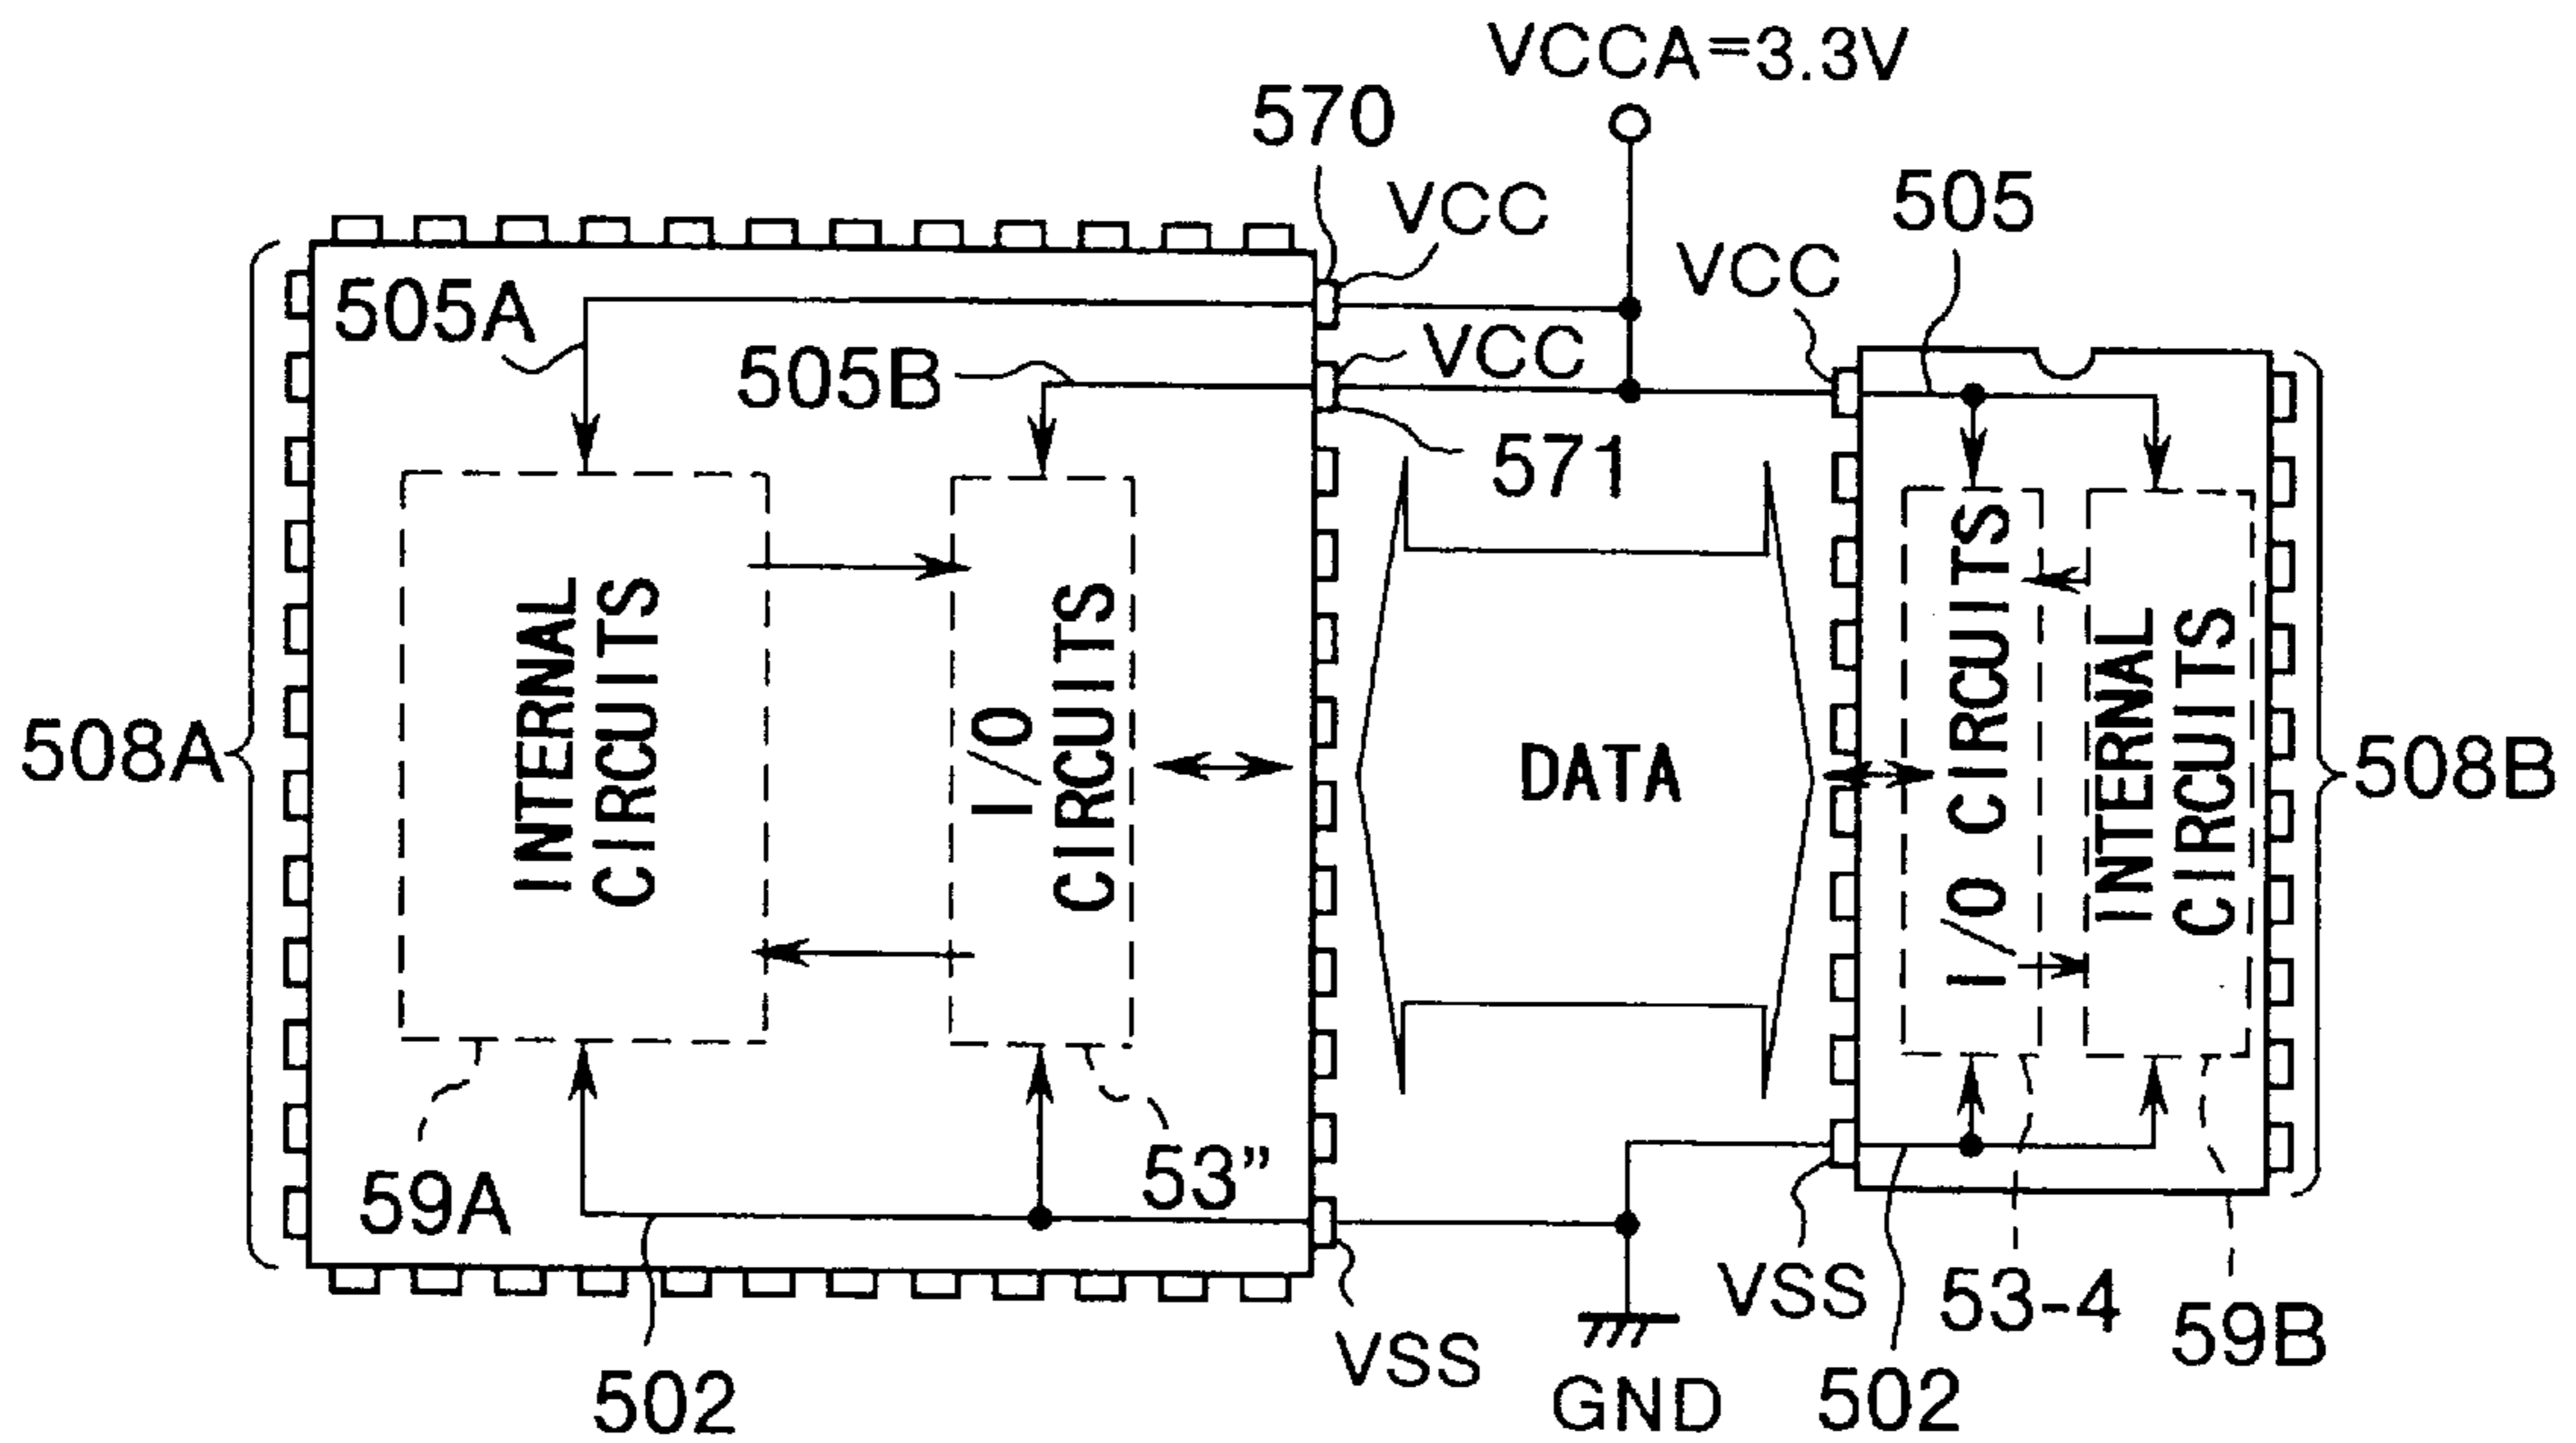 VCCA=3.3V
570
VCC
505
VCC
505A
VCC
505B
571
INTERNAL
CIRCUITS
I/O
CIRCUITS
DATA
I/O CIRCUITS
INTERNAL
CIRCUITS
508A
508B
59A
53”
VSS
53-4
59B
VSS
502
GND
502